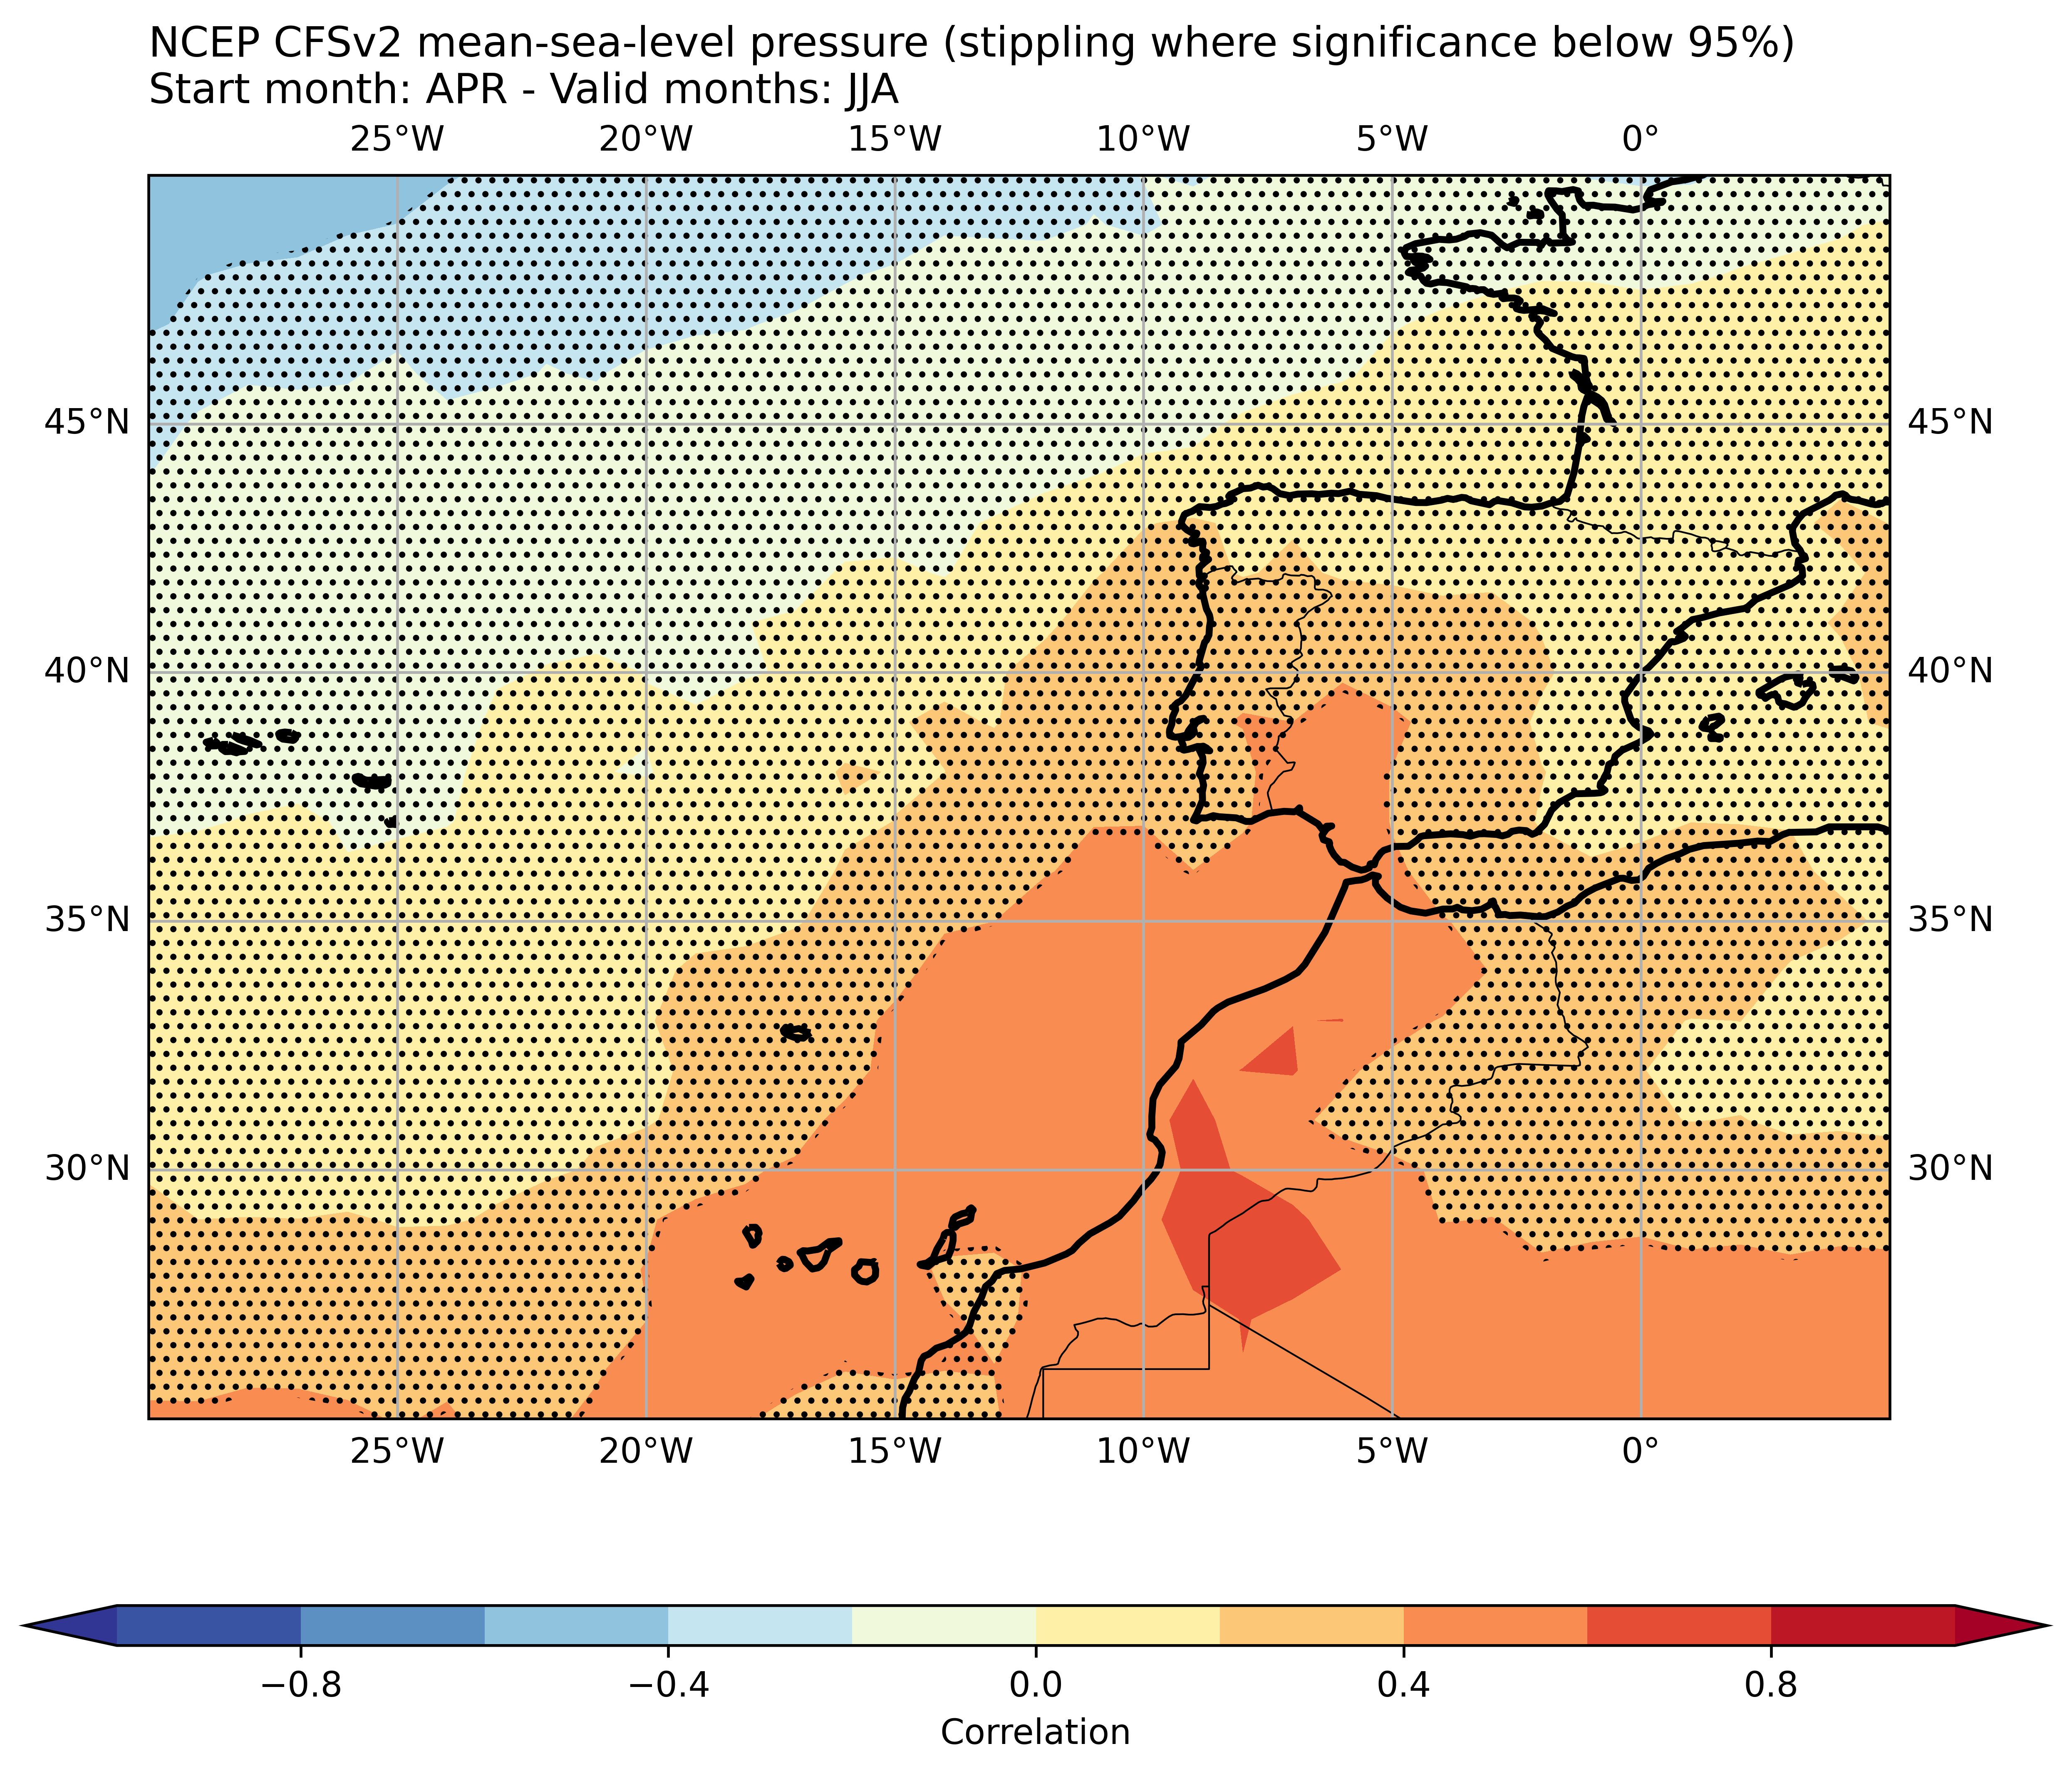 NCEP CFSv2 mean-sea-level pressure (stippling where significance below 95%)
Start month: APR - Valid months: JJA
25°W 20°W 15°W 10°W 5°W 0°
45°N 45°N
40°N 40°N
35°N 35°N
30°N 30°N
25°W 20°W 15°W 10°W 5°W 0°
−0.8 −0.4 0.0 0.4 0.8
Correlation